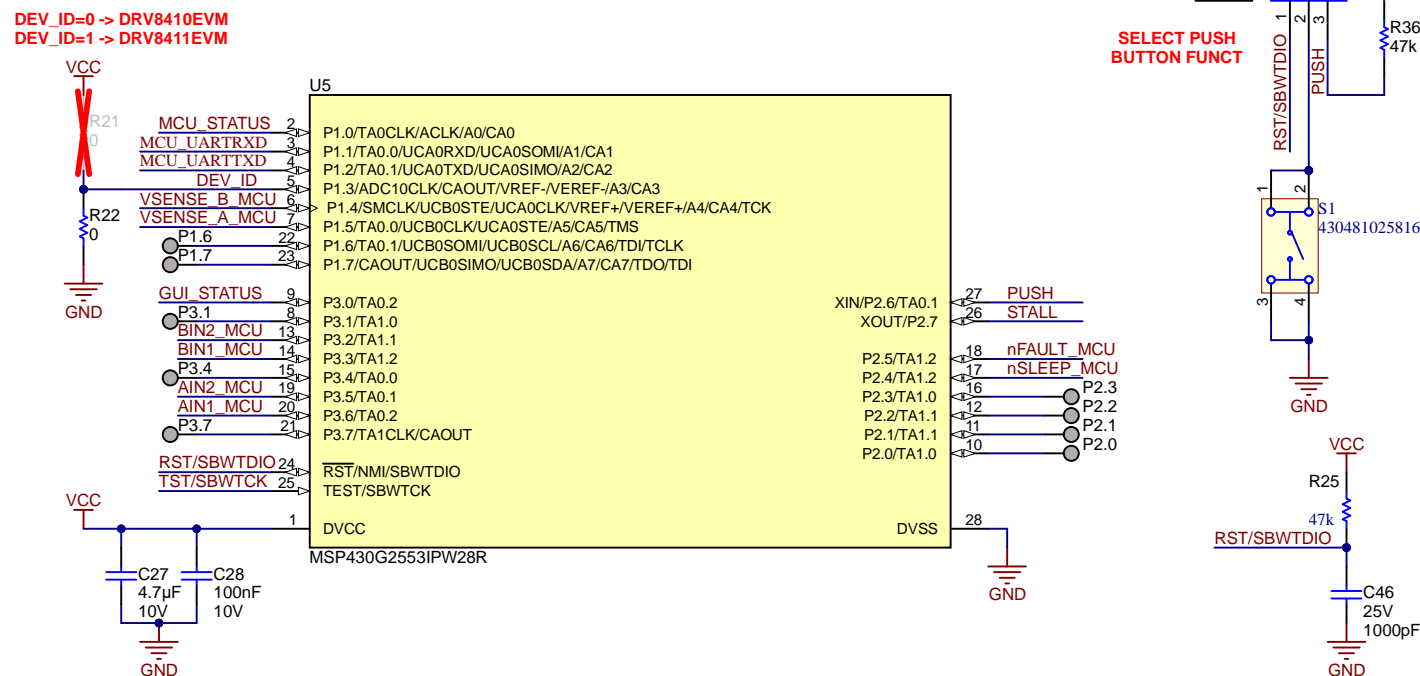 DEV_ID=0 -> DRV8410EVM
DEV_ID=1 -> DRV8411EVM
VCC
R21
0
R22
0
GND
U5
MCU_STATUS 2 P1.0/TA0CLK/ACLK/A0/CA0
MCU_UARTRXD 3 P1.1/TA0.0/UCA0RXD/UCA0SOMI/A1/CA1
MCU_UARTTXD 4 P1.2/TA0.1/UCA0TXD/UCA0SIMO/A2/CA2
DEV_ID 5 P1.3/ADC10CLK/CAOUT/VREF-/VEREF-/A3/CA3
VSENSE_B_MCU 6 P1.4/SMCLK/UCB0STE/UCA0CLK/VREF+/VEREF+/A4/CA4/TCK
VSENSE_A_MCU 7 P1.5/TA0.0/UCB0CLK/UCA0STE/A5/CA5/TMS
P1.6 22 P1.6/TA0.1/UCB0SOMI/UCB0SCL/A6/CA6/TDI/TCLK
P1.7 23 P1.7/CAOUT/UCB0SIMO/UCB0SDA/A7/CA7/TDO/TDI
GUI_STATUS 9 P3.0/TA0.2
P3.1 8 P3.1/TA1.0
BIN2_MCU 13 P3.2/TA1.1
BIN1_MCU 14 P3.3/TA1.2
P3.4 15 P3.4/TA0.0
AIN2_MCU 19 P3.5/TA0.1
AIN1_MCU 20 P3.6/TA0.2
P3.7 21 P3.7/TA1CLK/CAOUT
RST/SBWTDIO 24 RST/NMI/SBWTDIO
TST/SBWTCK 25 TEST/SBWTCK
VCC
1 DVCC
XIN/P2.6/TA0.1 27 PUSH
XOUT/P2.7 26 STALL
P2.5/TA1.2 18 nFAULT_MCU
P2.4/TA1.2 17 nSLEEP_MCU
P2.3/TA1.0 16 P2.3
P2.2/TA1.1 12 P2.2
P2.1/TA1.1 11 P2.1
P2.0/TA1.0 10 P2.0
DVSS 28
GND
MSP430G2553IPW28R
C27
4.7µF
10V
C28
100nF
10V
GND
SELECT PUSH
BUTTON FUNCT
1 2 3
RST/SBWTDIO
PUSH
R36
47k
1 2
S1
430481025816
3 4
GND
VCC
R25
47k
RST/SBWTDIO
C46
25V
1000pF
GND